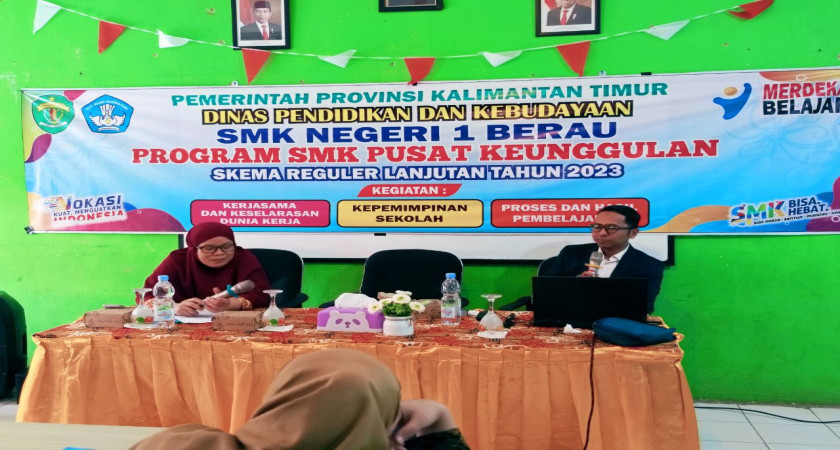 PEMERINTAH PROVINSI KALIMANTAN TIMUR
DINAS PENDIDIKAN DAN KEBUDAYAAN
SMK NEGERI 1 BERAU
PROGRAM SMK PUSAT KEUNGGULAN
SKEMA REGULER LANJUTAN TAHUN 2023
MERDEKA
BELAJAR
KEGIATAN :
KERJASAMA
DAN KESELARASAN
DUNIA KERJA
KEPEMIMPINAN
SEKOLAH
PROSES DAN HASIL
PEMBELAJARAN
VOKASI
KUAT, MENGUATKAN
INDONESIA
SMK BISA-
HEBAT